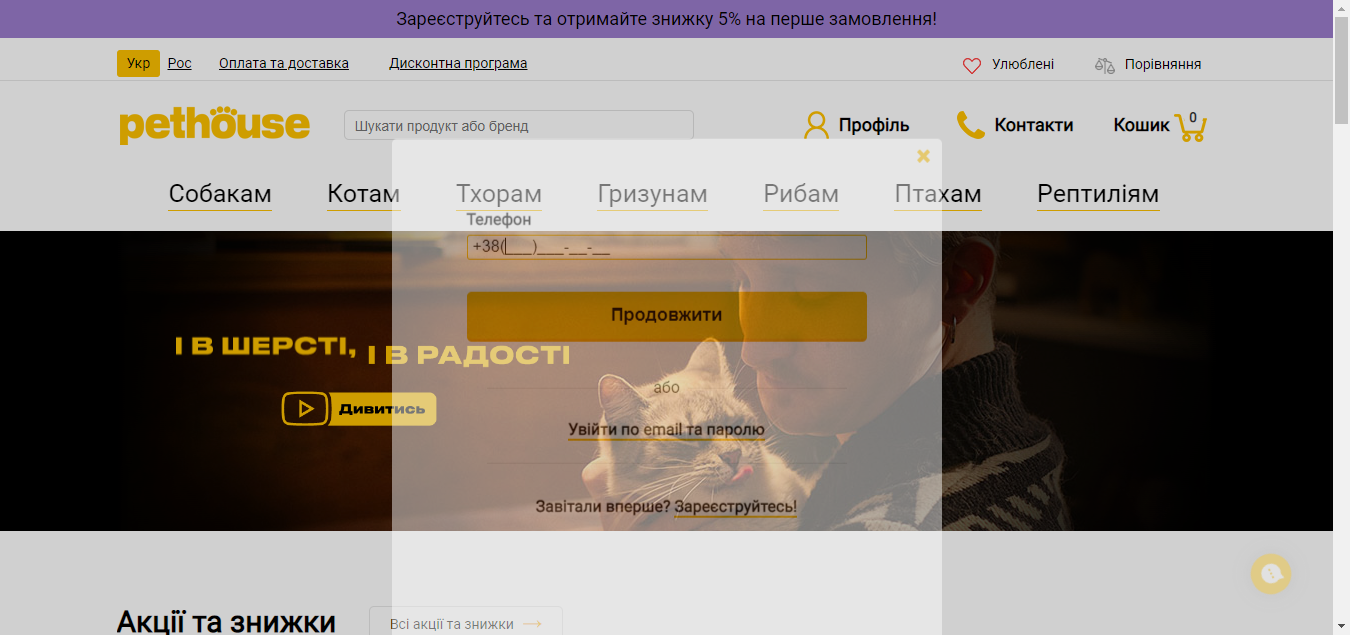 Зареєструйтесь та отримайте знижку 5% на перше замовлення!
Укр Рос Оплата та доставка Дисконтна програма Улюблені Порівняння
pethouse Шукати продукт або бренд Профіль Контакти Кошик 0
Собакам Котам Тхорам Гризунам Рибам Птахам Рептиліям
Телефон
+38(___)___-__-__
Продовжити
І В ШЕРСТІ, І В РАДОСТІ
або
Дивитись
Увійти по email та паролю
Завітали вперше? Зареєструйтесь!
Акції та знижки Всі акції та знижки →